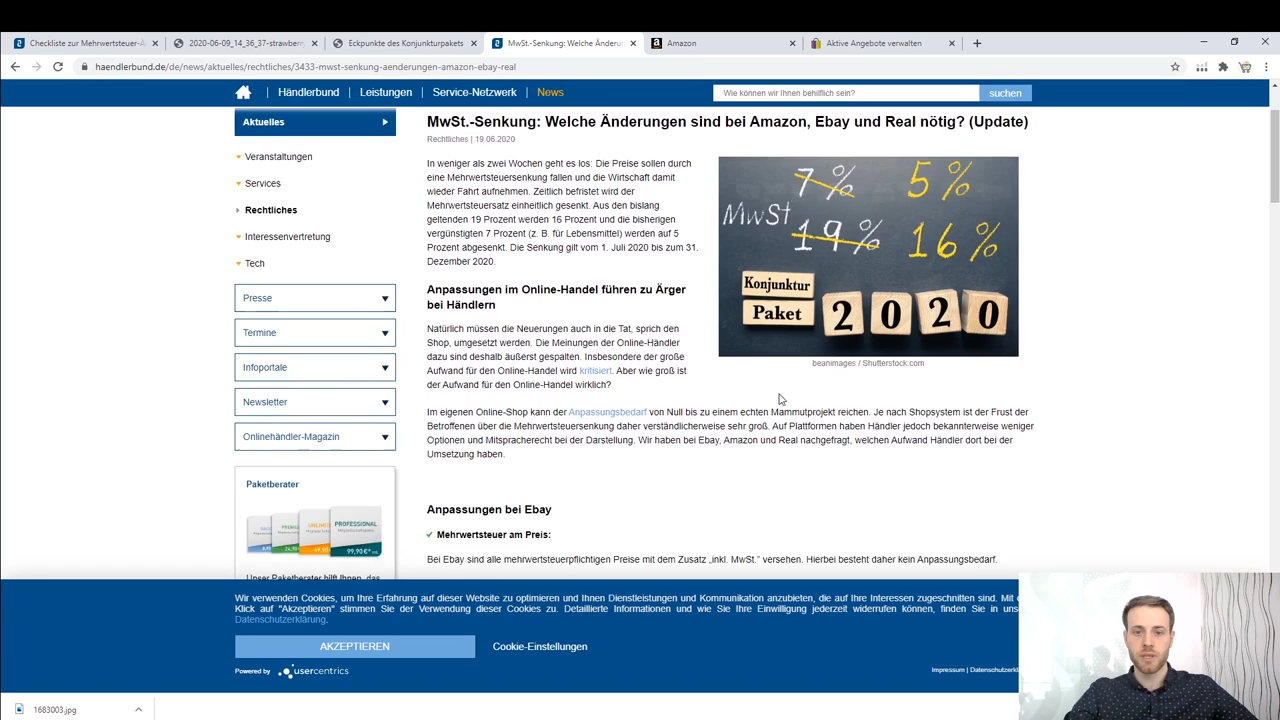 Checkliste zur Mehrwertsteuer-
2020-06-09_14_36_37-strawberry
Eckpunkte des Konjunkturpakets
MwSt.-Senkung: Welche Änderun
Amazon
Aktive Angebote verwalten
haendlerbund.de/de/news/aktuelles/rechtliches/3433-mwst-senkung-aenderungen-amazon-ebay-real
Händlerbund
Leistungen
Service-Netzwerk
News
Wie können wir Ihnen behilflich sein?
suchen
Aktuelles
Veranstaltungen
Services
Rechtliches
Interessenvertretung
Tech
Presse
Termine
Infoportale
Newsletter
Onlinehändler-Magazin
Paketberater
PROFESSIONAL
99,90 €*
Unser Paketberater hilft Ihnen, das
MwSt.-Senkung: Welche Änderungen sind bei Amazon, Ebay und Real nötig? (Update)
Rechtliches | 19.06.2020
In weniger als zwei Wochen geht es los: Die Preise sollen durch
eine Mehrwertsteuersenkung fallen und die Wirtschaft damit
wieder Fahrt aufnehmen. Zeitlich befristet wird der
Mehrwertsteuersatz einheitlich gesenkt. Aus den bislang
geltenden 19 Prozent werden 16 Prozent und die bisherigen
vergünstigten 7 Prozent (z. B. für Lebensmittel) werden auf 5
Prozent abgesenkt. Die Senkung gilt vom 1. Juli 2020 bis zum 31.
Dezember 2020.
7% 5%
MwSt
19% 16%
Konjunktur
Paket
2020
beanimages / Shutterstock.com
Anpassungen im Online-Handel führen zu Ärger
bei Händlern
Natürlich müssen die Neuerungen auch in die Tat, sprich den
Shop, umgesetzt werden. Die Meinungen der Online-Händler
dazu sind deshalb äußerst gespalten. Insbesondere der große
Aufwand für den Online-Handel wird kritisiert. Aber wie groß ist
der Aufwand für den Online-Handel wirklich?
Im eigenen Online-Shop kann der Anpassungsbedarf von Null bis zu einem echten Mammutprojekt reichen. Je nach Shopsystem ist der Frust der
Betroffenen über die Mehrwertsteuersenkung daher verständlicherweise sehr groß. Auf Plattformen haben Händler jedoch bekannterweise weniger
Optionen und Mitspracherecht bei der Darstellung. Wir haben bei Ebay, Amazon und Real nachgefragt, welchen Aufwand Händler dort bei der
Umsetzung haben.
Anpassungen bei Ebay
Mehrwertsteuer am Preis:
Bei Ebay sind alle mehrwertsteuerpflichtigen Preise mit dem Zusatz „inkl. MwSt.“ versehen. Hierbei besteht daher kein Anpassungsbedarf.
Wir verwenden Cookies, um Ihre Erfahrung auf dieser Website zu optimieren und Ihnen Dienstleistungen und Kommunikation anzubieten, die auf Ihre Interessen zugeschnitten sind. Mit
Klick auf "Akzeptieren" stimmen Sie der Verwendung dieser Cookies zu. Detaillierte Informationen und wie Sie Ihre Einwilligung jederzeit widerrufen können, finden Sie in
Datenschutzerklärung.
AKZEPTIEREN
Cookie-Einstellungen
Powered by usercentrics
Impressum | Datenschutzerklä
1683003.jpg